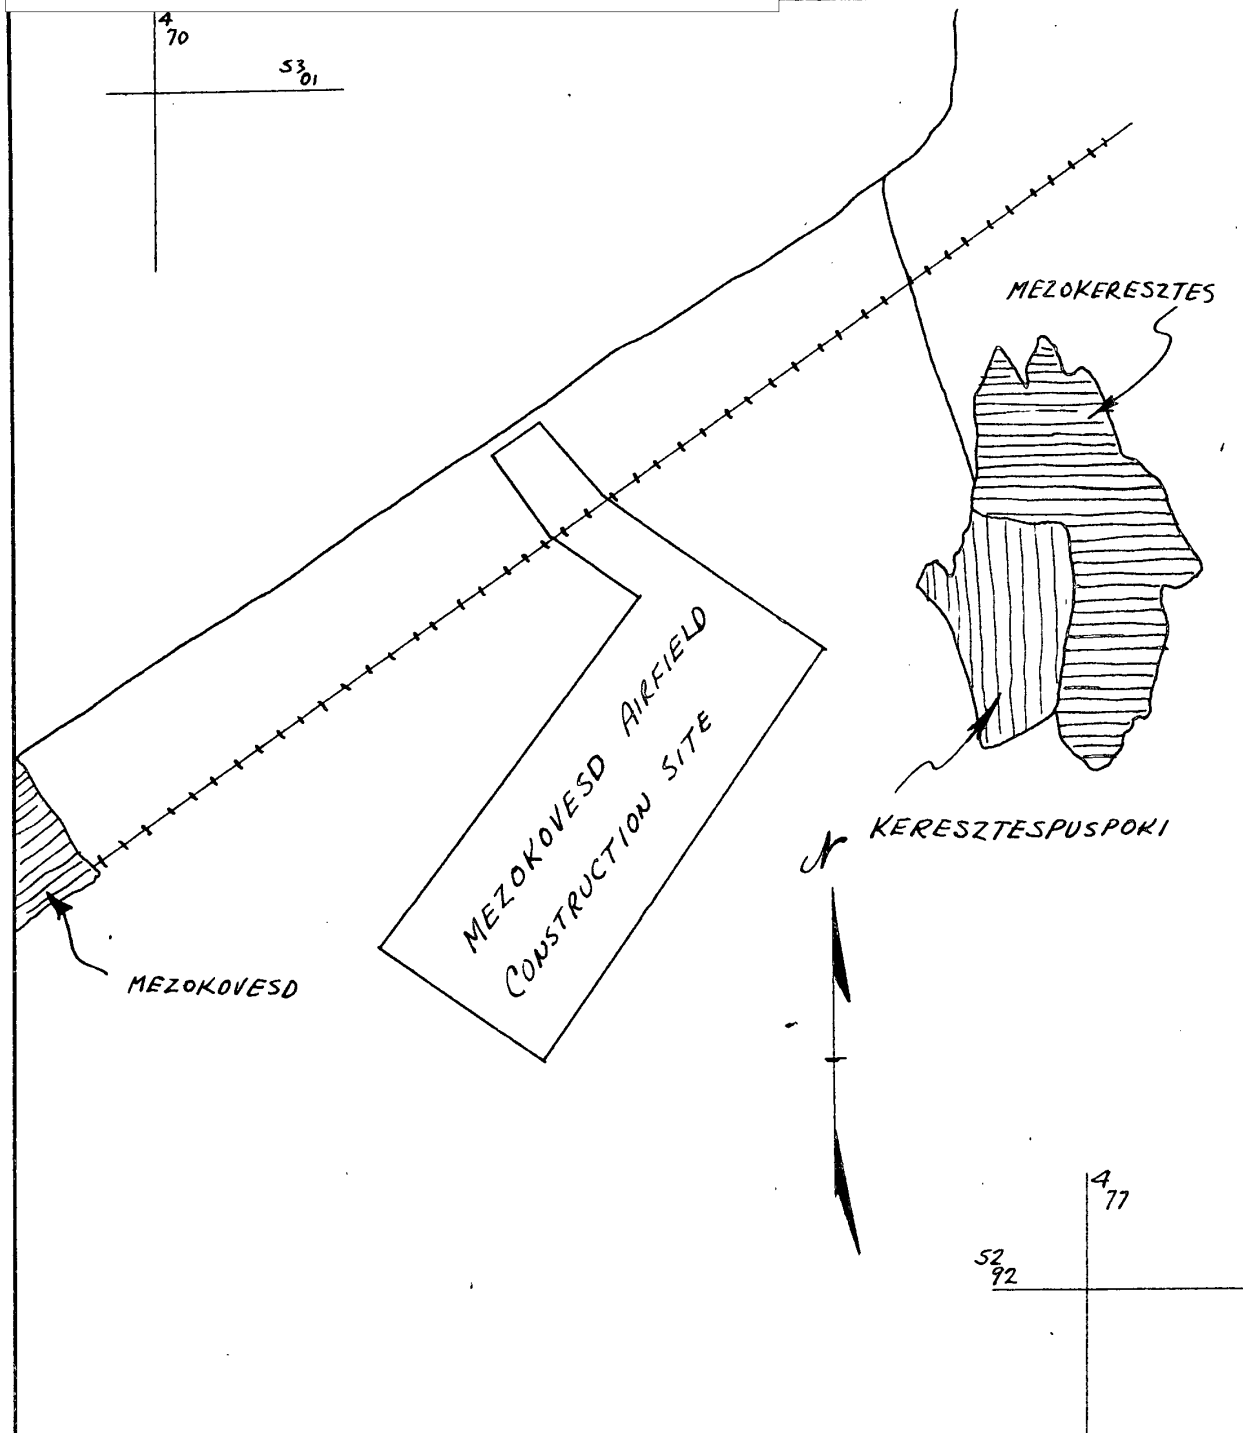 4
70
53
01
MEZOKERESZTES
MEZOKOVESD AIRFIELD
CONSTRUCTION SITE
KERESZTESPUSPOKI
N
MEZOKOVESD
4
77
52
92